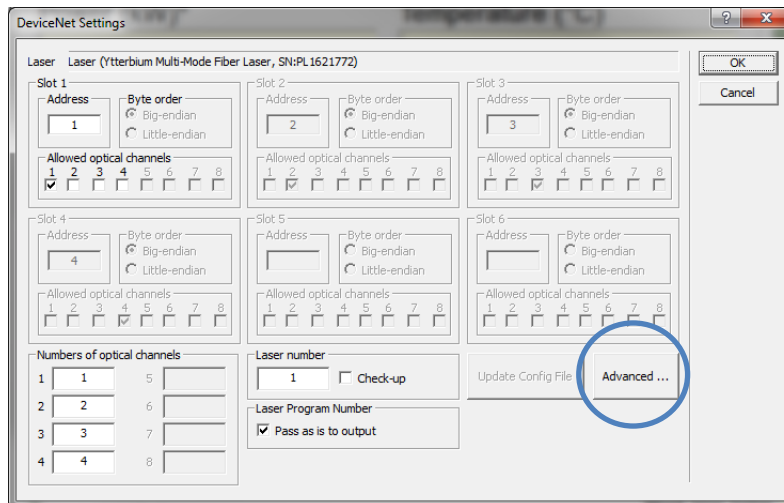 DeviceNet Settings
Laser Laser (Ytterbium Multi-Mode Fiber Laser, SN:PL1621772)
OK
Cancel
Slot 1
Address
1
Byte order
Big-endian
Little-endian
Allowed optical channels
1 2 3 4 5 6 7 8
Slot 2
Address
2
Byte order
Big-endian
Little-endian
Allowed optical channels
1 2 3 4 5 6 7 8
Slot 3
Address
3
Byte order
Big-endian
Little-endian
Allowed optical channels
1 2 3 4 5 6 7 8
Slot 4
Address
4
Byte order
Big-endian
Little-endian
Allowed optical channels
1 2 3 4 5 6 7 8
Slot 5
Address
Byte order
Big-endian
Little-endian
Allowed optical channels
1 2 3 4 5 6 7 8
Slot 6
Address
Byte order
Big-endian
Little-endian
Allowed optical channels
1 2 3 4 5 6 7 8
Numbers of optical channels
1 1 5
2 2 6
3 3 7
4 4 8
Laser number
1 Check-up
Laser Program Number
Pass as is to output
Update Config File
Advanced ...